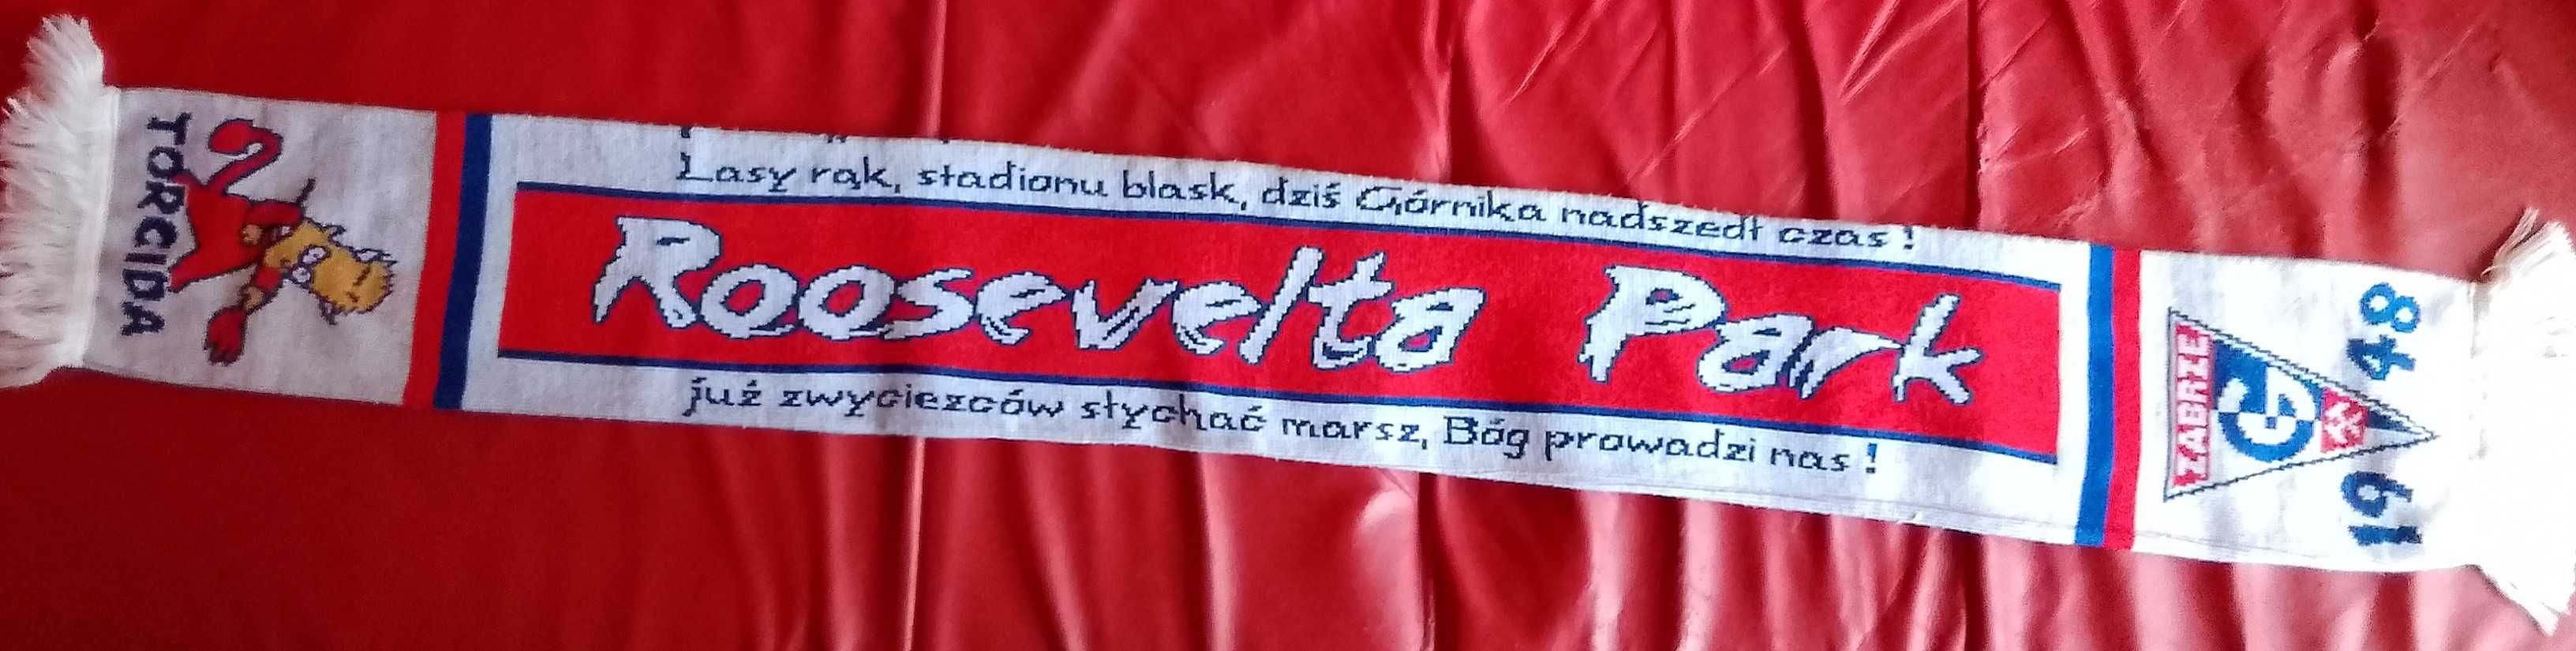 TORCIDA
Lasy rąk, stadionu blask, dziś Górnika nadszedł czas!
Roosevelta Park
już zwyciezców słychać marsz, Bóg prowadzi nas!
ZABRZE
G
1948